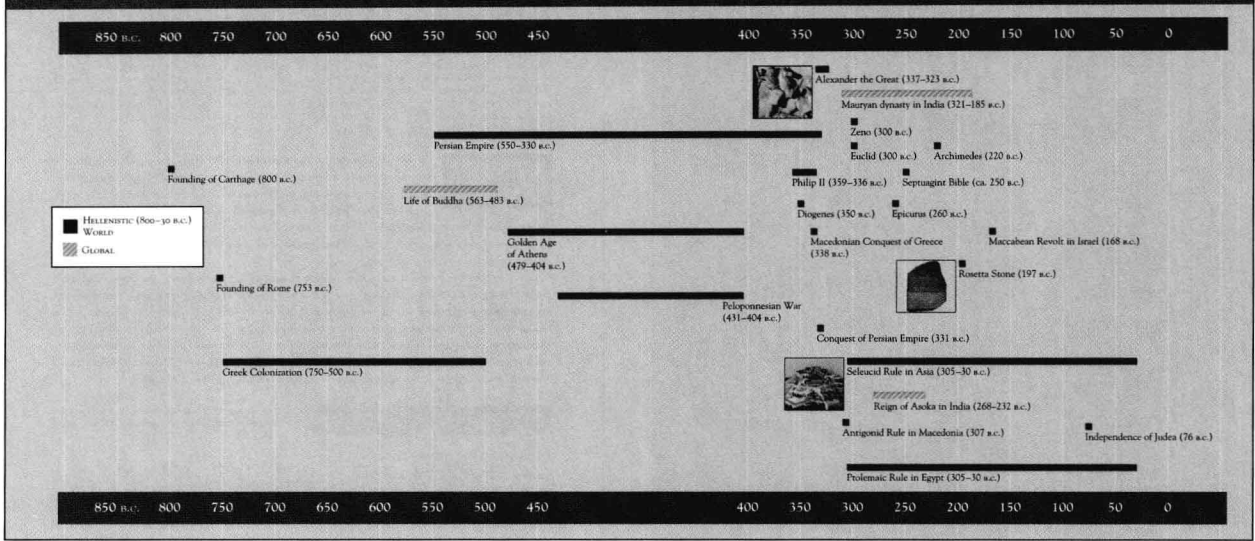 850 B.C. 800 750 700 650 600 550 500 450 400 350 300 250 200 150 100 50 0
Alexander the Great (337–323 B.C.)
Mauryan dynasty in India (321–185 B.C.)
Zeno (300 B.C.)
Persian Empire (550–330 B.C.)
Euclid (300 B.C.) Archimedes (220 B.C.)
Founding of Carthage (800 B.C.)
Philip II (359–336 B.C.) Septuagint Bible (ca. 250 B.C.)
Life of Buddha (563–483 B.C.)
Diogenes (350 B.C.) Epicurus (260 B.C.)
HELLENISTIC (800–30 B.C.)
WORLD
GLOBAL
Golden Age
of Athens
(479–404 B.C.)
Macedonian Conquest of Greece
(338 B.C.)
Maccabean Revolt in Israel (168 B.C.)
Rosetta Stone (197 B.C.)
Founding of Rome (753 B.C.)
Peloponnesian War
(431–404 B.C.)
Conquest of Persian Empire (331 B.C.)
Greek Colonization (750–500 B.C.)
Seleucid Rule in Asia (305–30 B.C.)
Reign of Asoka in India (268–232 B.C.)
Antigonid Rule in Macedonia (307 B.C.)
Independence of Judea (76 B.C.)
Ptolemaic Rule in Egypt (305–30 B.C.)
850 B.C. 800 750 700 650 600 550 500 450 400 350 300 250 200 150 100 50 0